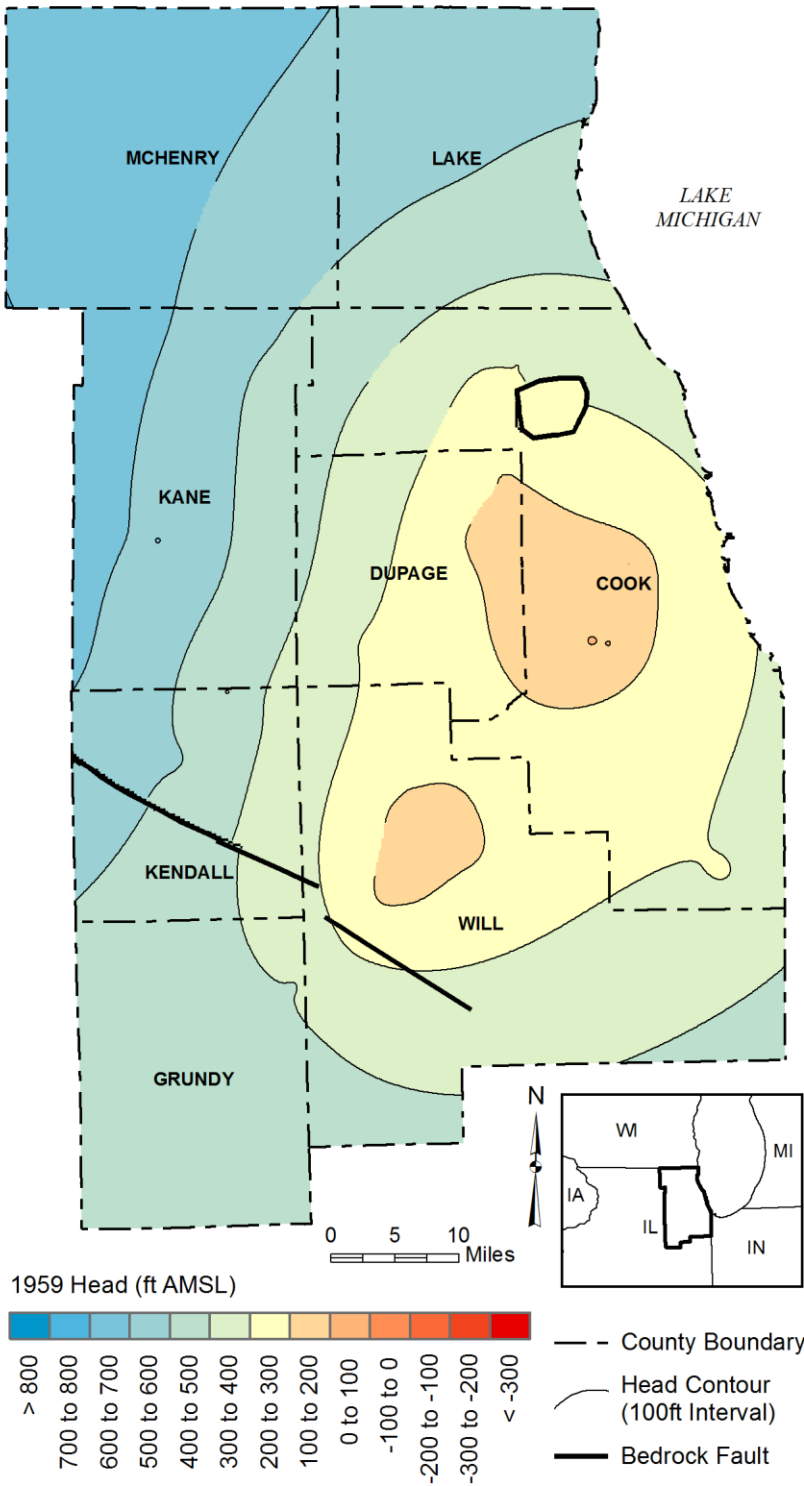 MCHENRY
LAKE
LAKE
MICHIGAN
KANE
DUPAGE
COOK
KENDALL
WILL
GRUNDY
N
WI
MI
IA
IL
IN
0 5 10
Miles
1959 Head (ft AMSL)
> 800
700 to 800
600 to 700
500 to 600
400 to 500
300 to 400
200 to 300
100 to 200
0 to 100
-100 to 0
-200 to -100
-300 to -200
< -300
County Boundary
Head Contour
(100ft Interval)
Bedrock Fault